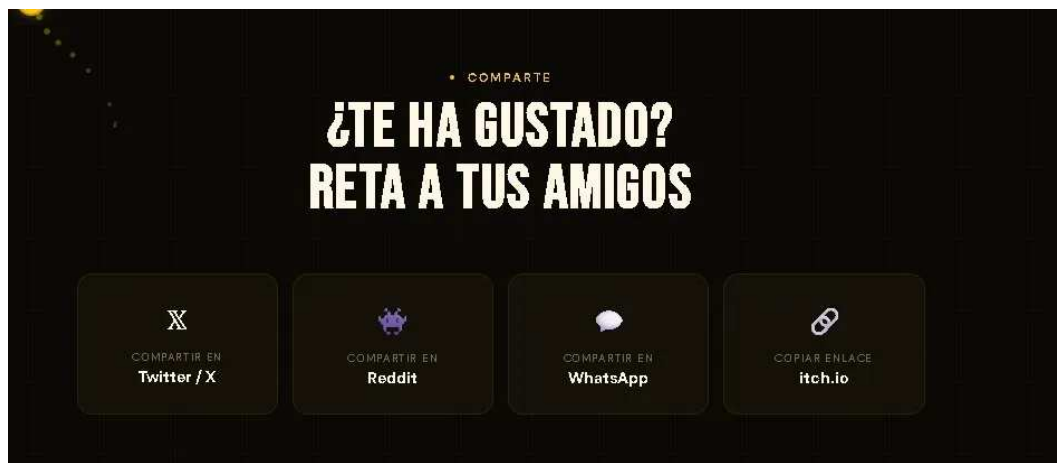 • COMPARTE
¿TE HA GUSTADO?
RETA A TUS AMIGOS
𝕏
COMPARTIR EN
Twitter / X
COMPARTIR EN
Reddit
COMPARTIR EN
WhatsApp
COPIAR ENLACE
itch.io